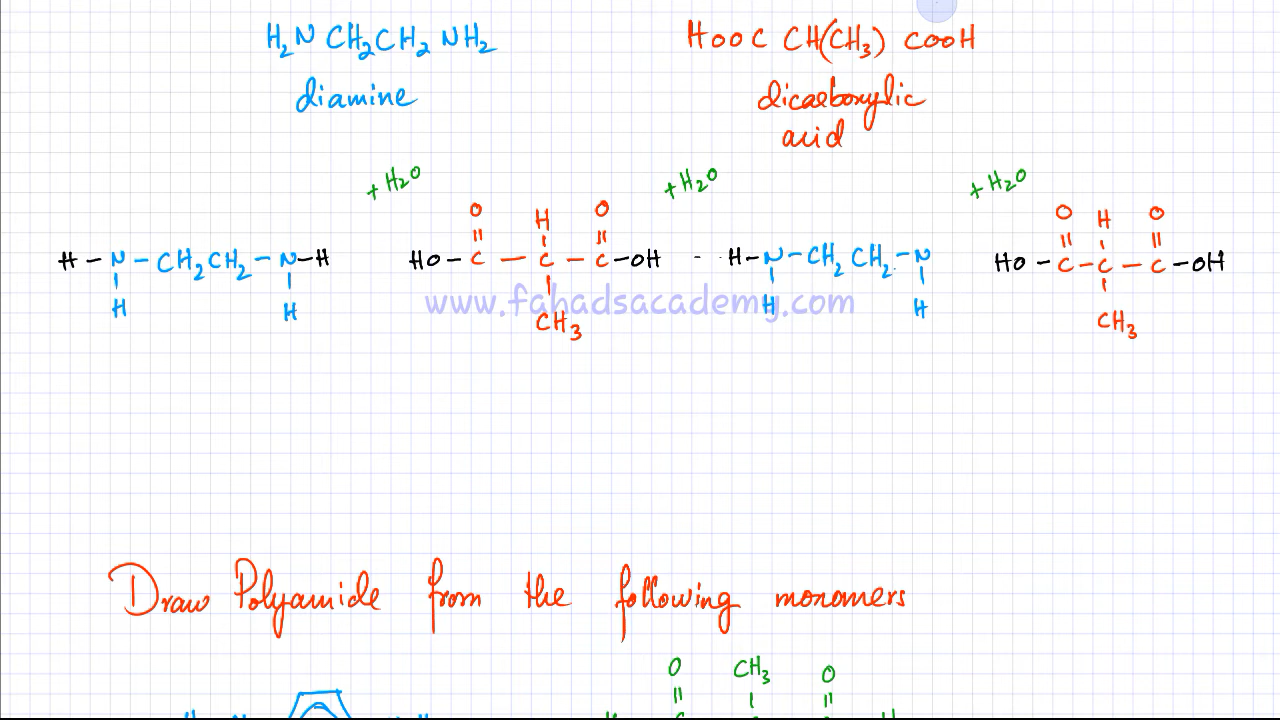 H₂N CH₂CH₂ NH₂ HOOC CH(CH₃) COOH
diamine dicarboxylic
acid
+H₂O +H₂O +H₂O
O H O O H O
|| | || || | ||
H – N – CH₂CH₂ – N–H HO – C – C – C–OH - - H–N–CH₂ CH₂–N HO – C–C – C–OH
| | | | | |
H H CH₃ H H CH₃
www.fahadsacademy.com
Draw Polyamide from the following monomers
O CH₃ O
|| | ||